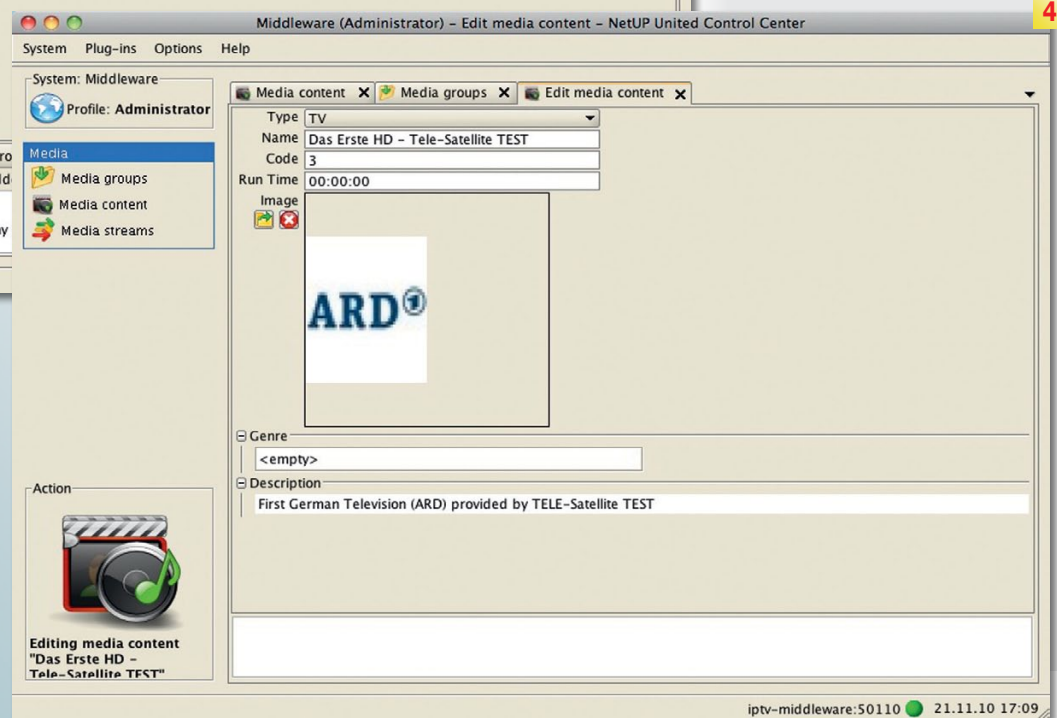 4
Middleware (Administrator) – Edit media content – NetUP United Control Center
System Plug-ins Options Help
System: Middleware
Profile: Administrator
Media
Media groups
Media content
Media streams
Media content X Media groups X Edit media content X
Type TV
Name Das Erste HD – Tele-Satellite TEST
Code 3
Run Time 00:00:00
Image
ARD 1
Genre
<empty>
Description
First German Television (ARD) provided by TELE-Satellite TEST
Action
Editing media content
"Das Erste HD –
Tele-Satellite TEST"
iptv-middleware:50110 21.11.10 17:09